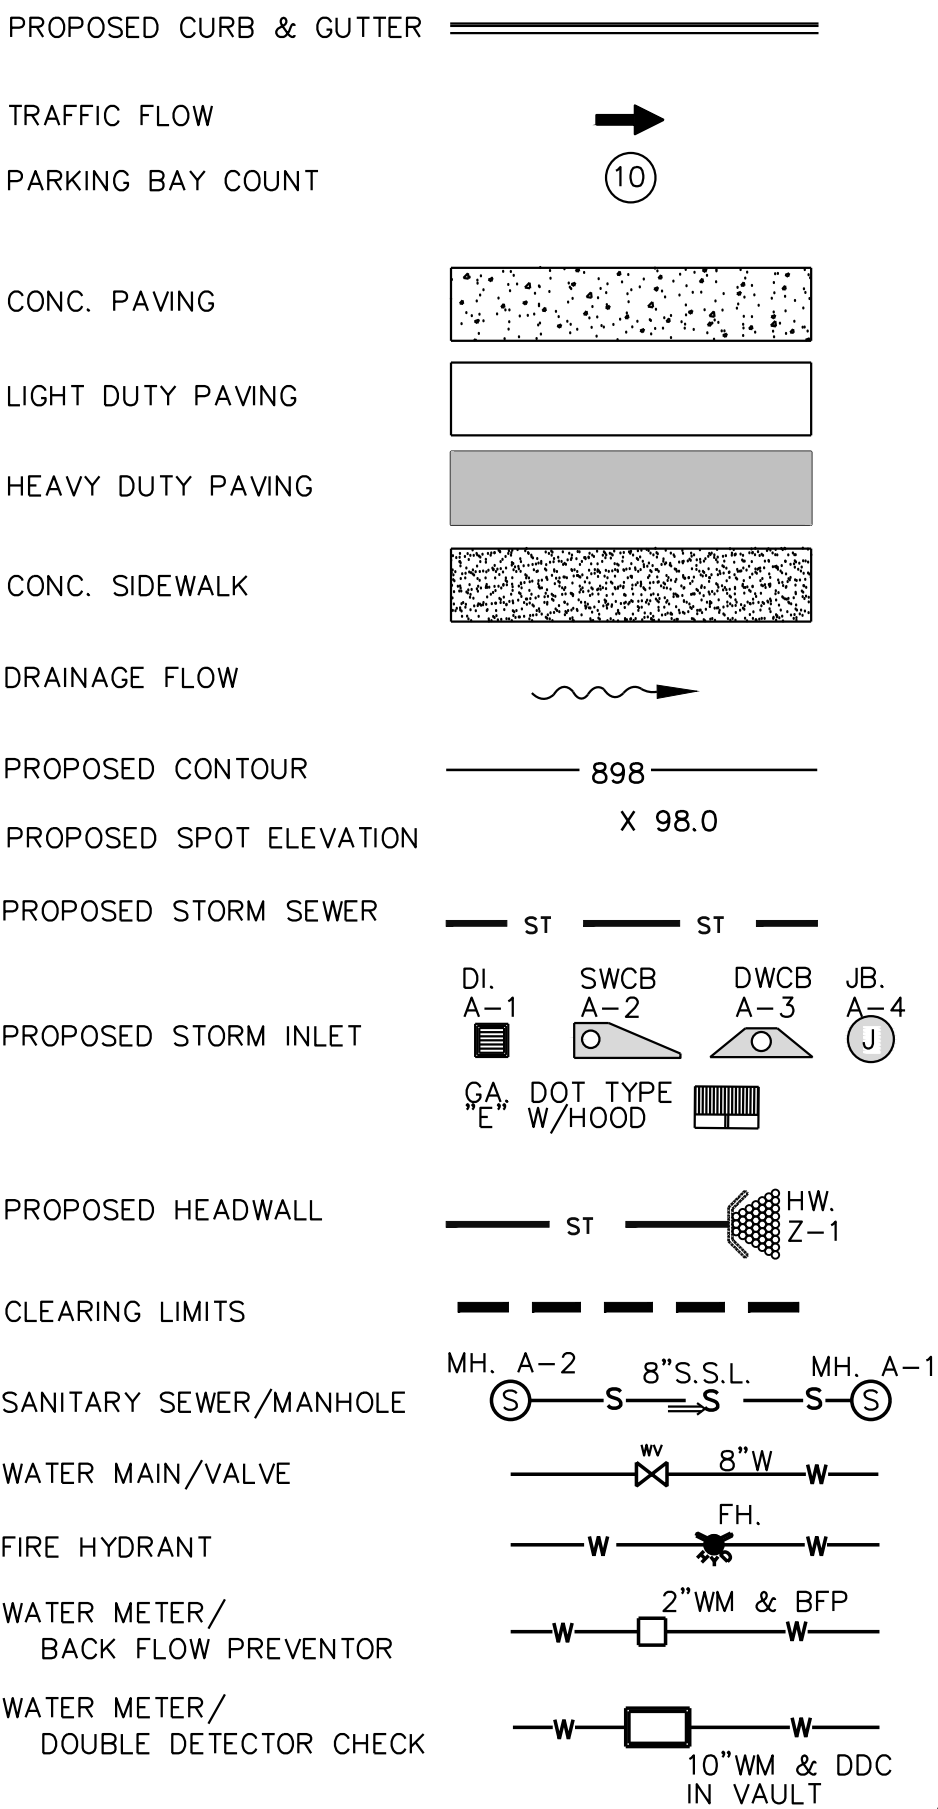 PROPOSED CURB & GUTTER
TRAFFIC FLOW
PARKING BAY COUNT
10
CONC. PAVING
LIGHT DUTY PAVING
HEAVY DUTY PAVING
CONC. SIDEWALK
DRAINAGE FLOW
PROPOSED CONTOUR
898
PROPOSED SPOT ELEVATION
X 98.0
PROPOSED STORM SEWER
ST ST
PROPOSED STORM INLET
DI. SWCB DWCB JB.
A-1 A-2 A-3 A-4
J
GA. DOT TYPE
"E" W/HOOD
PROPOSED HEADWALL
ST
HW.
Z-1
CLEARING LIMITS
MH. A-2 8"S.S.L. MH. A-1
SANITARY SEWER/MANHOLE
S S S S S
WATER MAIN/VALVE
WV
8"W
W
FIRE HYDRANT
FH.
W HYD W
WATER METER/
BACK FLOW PREVENTOR
2"WM & BFP
W W
WATER METER/
DOUBLE DETECTOR CHECK
W W
10"WM & DDC
IN VAULT